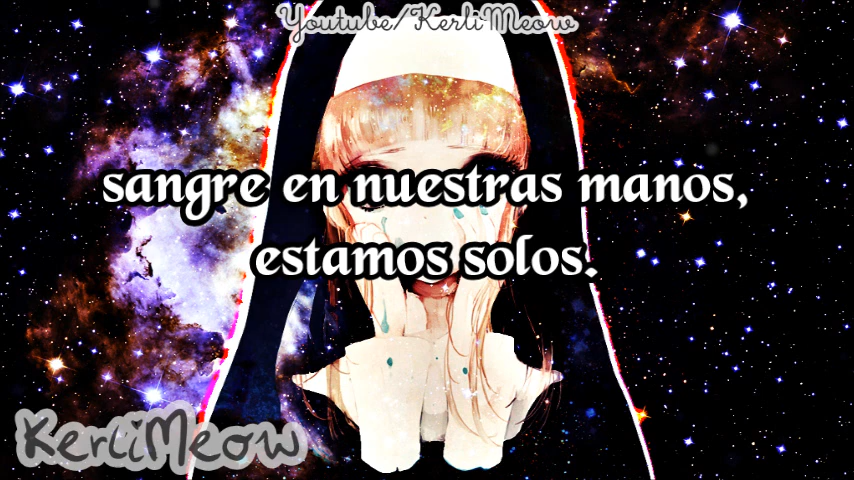 Youtube/KerliMeow
sangre en nuestras manos,
estamos solos.
KerliMeow